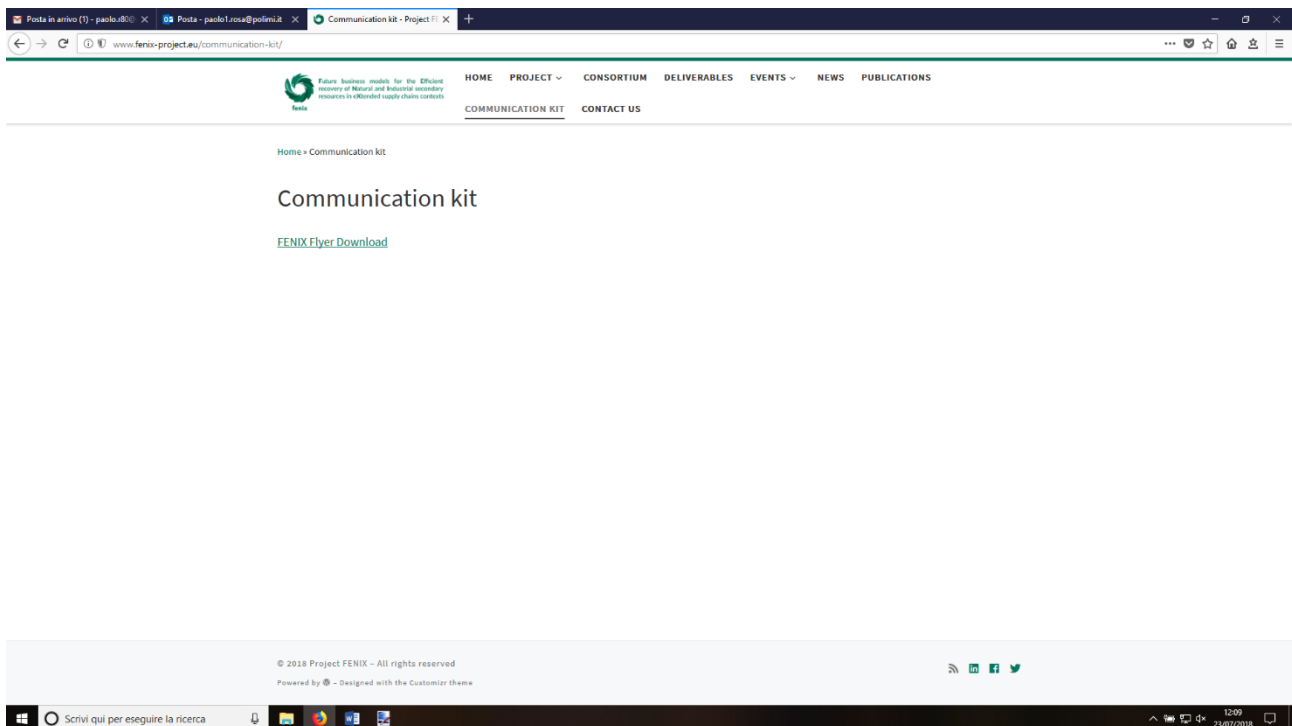 Posta in arrivo (1) - paolo.r80@
Posta - paolo1.rosa@polimi.it
Communication kit - Project F
www.fenix-project.eu/communication-kit/
Future business models for the Efficient
recovery of Natural and Industrial secondary
resources in eXtended supply chains contexts
fenix
HOME PROJECT CONSORTIUM DELIVERABLES EVENTS NEWS PUBLICATIONS
COMMUNICATION KIT CONTACT US
Home » Communication kit
Communication kit
FENIX Flyer Download
© 2018 Project FENIX – All rights reserved
Powered by – Designed with the Customizr theme
Scrivi qui per eseguire la ricerca
12:09
23/07/2018